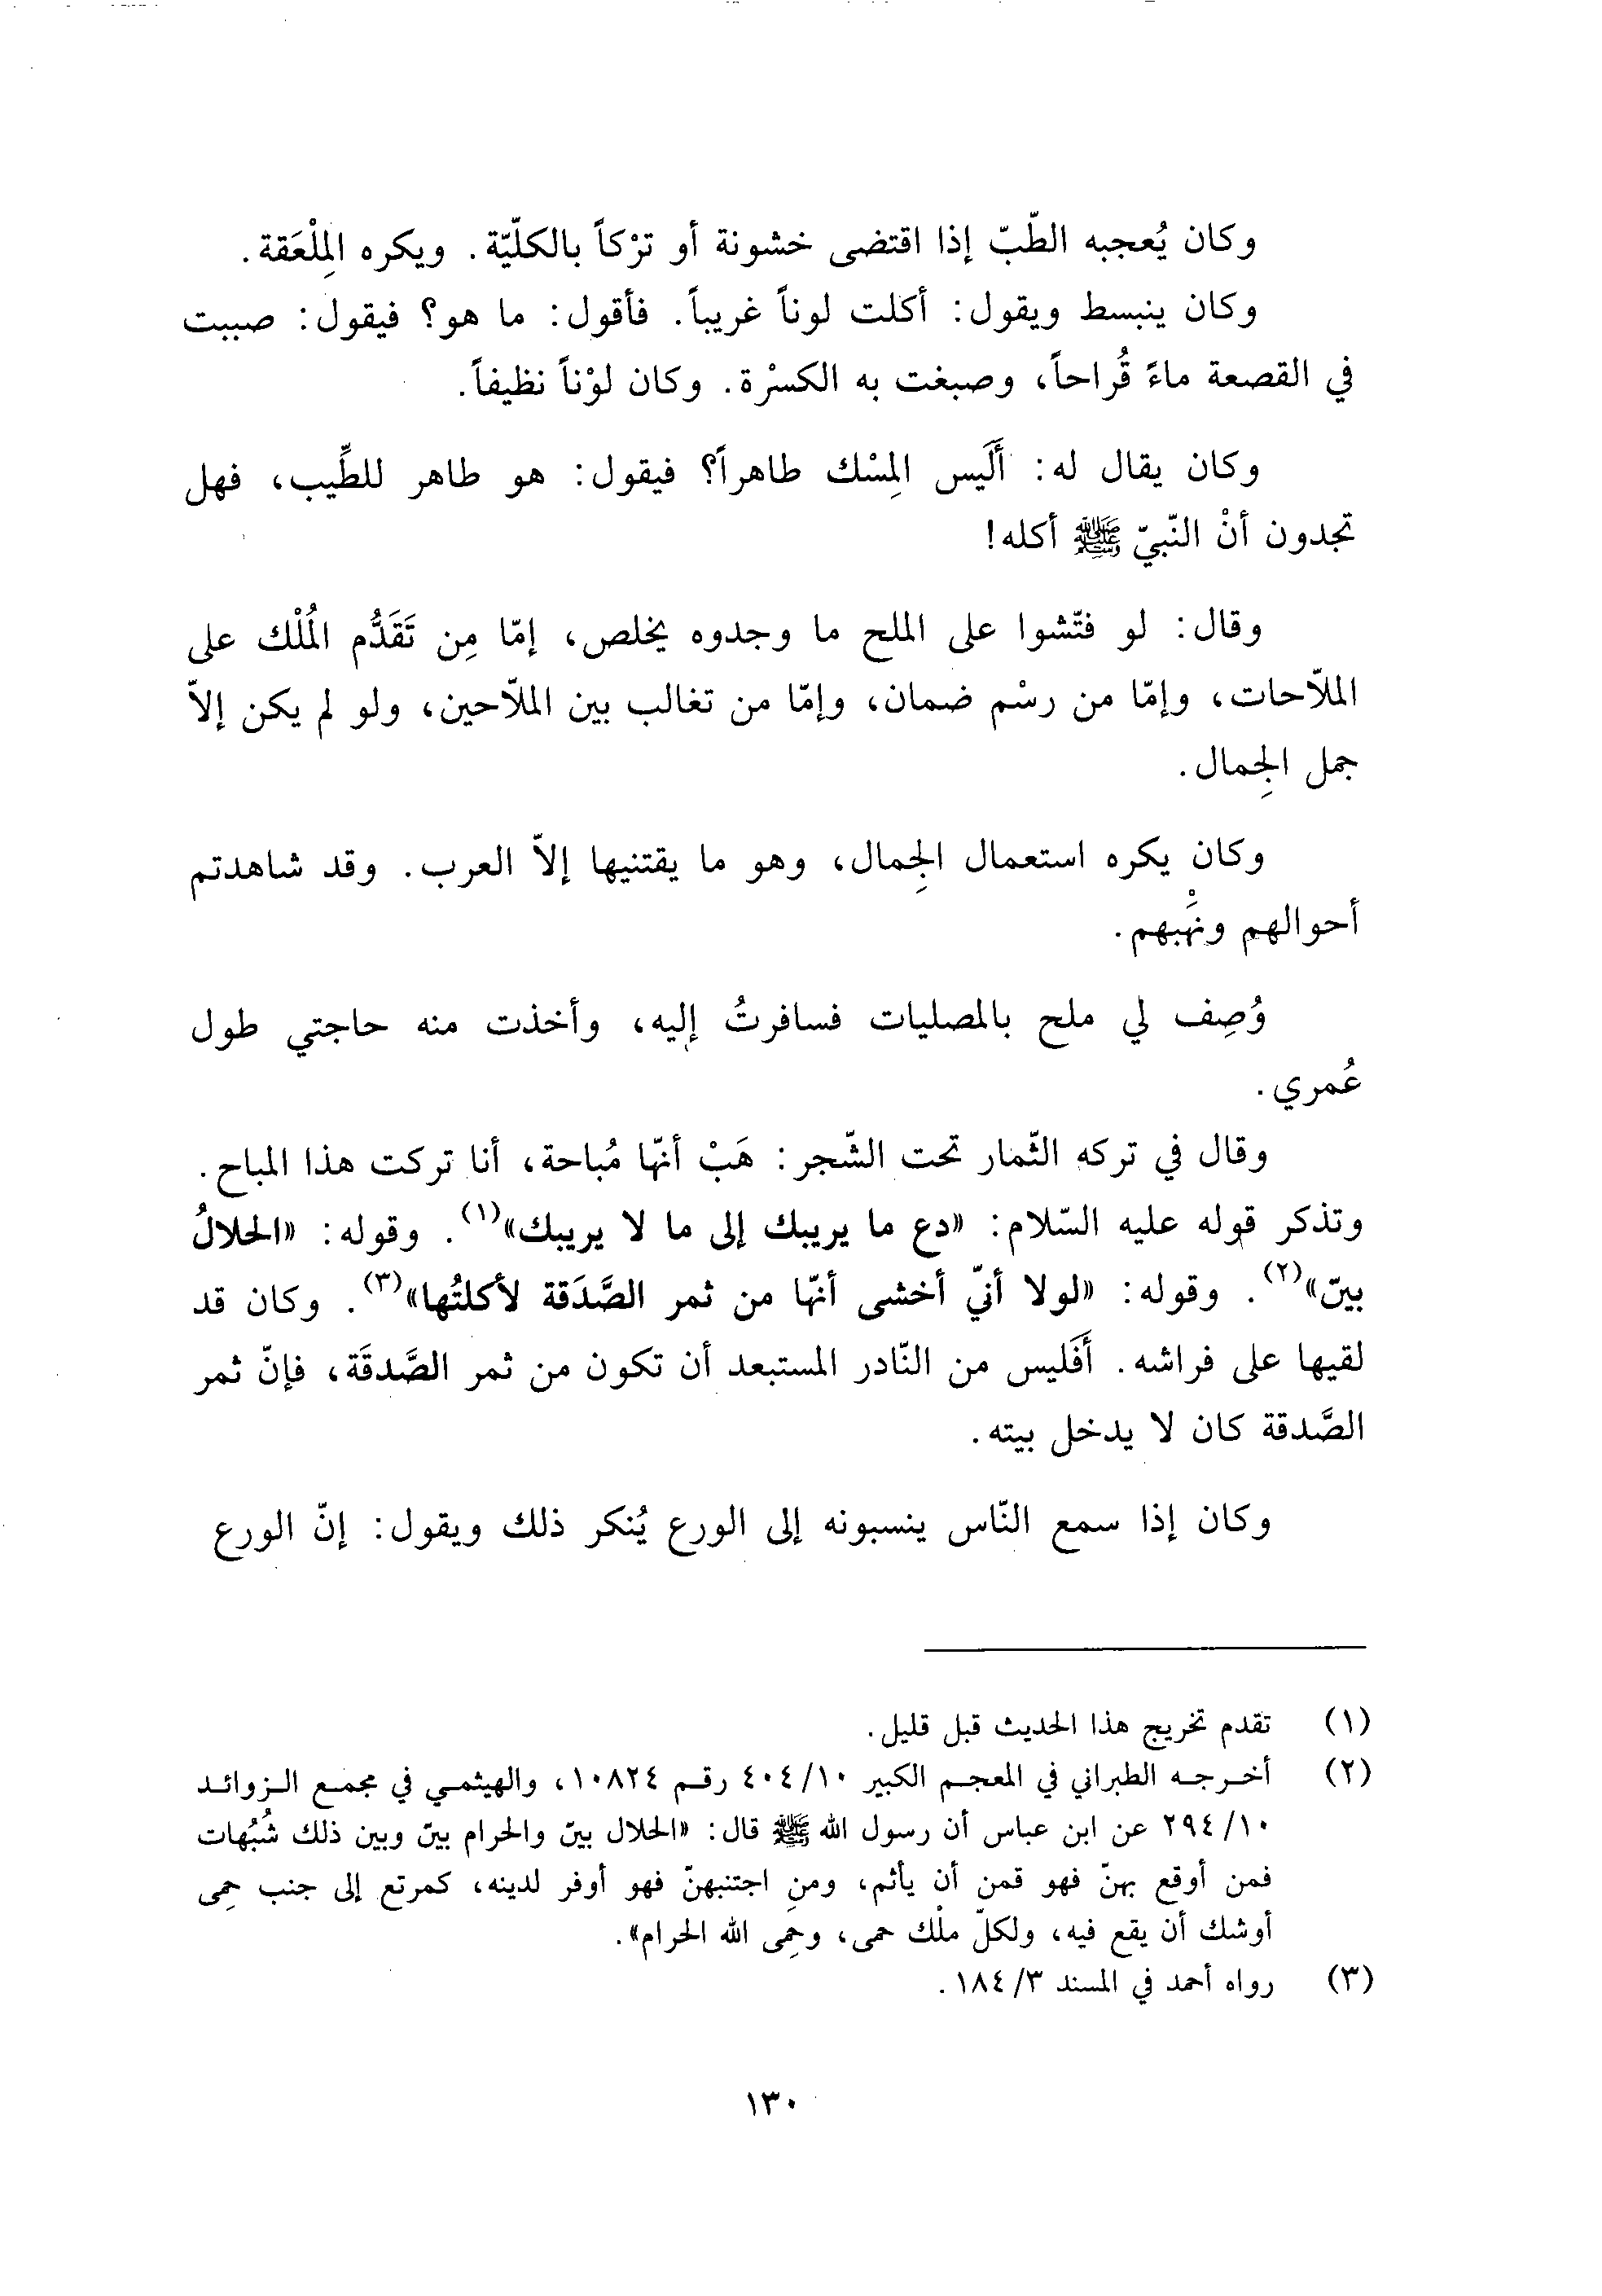 وكان يُعجبه الطّبّ إذا اقتضى خشونة أو ترْكاً بالكليّة. ويكره المِلْعَقة.
وكان ينبسط ويقول: أكلت لوناً غريباً. فأقول: ما هو؟ فيقول: صببت
في القصعة ماءً قُراحاً، وصبغت به الكسْرة. وكان لوْناً نظيفاً.
وكان يقال له: أَلَيس المِسْك طاهراً؟ فيقول: هو طاهر للطِّيب، فهل
تجدون أنْ النّبيّ ﷺ أكله!
وقال: لو فتّشوا على الملح ما وجدوه يخلص، إمّا مِن تَقَدُّم المُلْك على
الملاّحات، وإمّا من رسْم ضمان، وإمّا من تغالب بين الملاّحين، ولو لم يكن إلاّ
جمل الجِمال.
وكان يكره استعمال الجِمال، وهو ما يقتنيها إلاّ العرب. وقد شاهدتم
أحوالهم ونهَْبهم.
وُصِف لي ملح بالمصليات فسافرتُ إليه، وأخذت منه حاجتي طول
عُمري.
وقال في تركه الثّمار تحت الشّجر: هَبْ أنهّا مُباحة، أنا تركت هذا المباح.
وتذكر قوله عليه السّلام: «دع ما يريبك إلى ما لا يريبك»(١). وقوله: «الحلالُ
بينّ»(٢). وقوله: «لولا أنيّ أخشى أنهّا من ثمر الصَّدَقة لأكلتُها»(٣). وكان قد
لقيها على فراشه. أَفَليس من النّادر المستبعد أن تكون من ثمر الصَّدقَة، فإنّ ثمر
الصَّدقة كان لا يدخل بيته.
وكان إذا سمع النّاس ينسبونه إلى الورع يُنكر ذلك ويقول: إنّ الورع
(١) تقدم تخريج هذا الحديث قبل قليل.
(٢) أخرجه الطبراني في المعجم الكبير ١٠/ ٤٠٤ رقم ١٠٨٢٤، والهيثمي في مجمع الزوائد
١٠/ ٢٩٤ عن ابن عباس أن رسول الله ﷺ قال: «الحلال بينّ والحرام بينّ وبين ذلك شُبُهات
فمن أوقع بهنّ فهو قمن أن يأثم، ومن اجتنبهنّ فهو أوفر لدينه، كمرتع إلى جنب حِمى
أوشك أن يقع فيه، ولكلّ ملْك حمى، وحِمى الله الحرام».
(٣) رواه أحمد في المسند ٣/ ١٨٤.
١٣٠